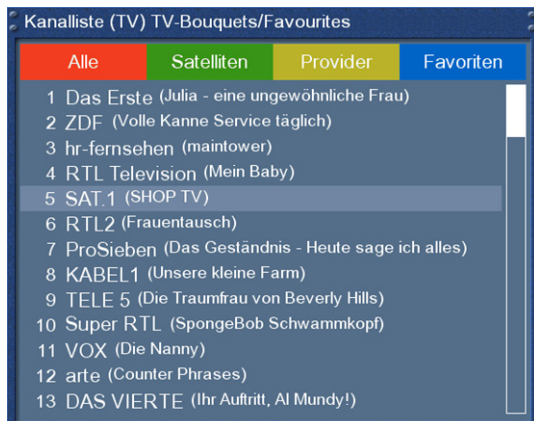 Kanalliste (TV) TV-Bouquets/Favourites
Alle Satelliten Provider Favoriten
1 Das Erste (Julia - eine ungewöhnliche Frau)
2 ZDF (Volle Kanne Service täglich)
3 hr-fernsehen (maintower)
4 RTL Television (Mein Baby)
5 SAT.1 (SHOP TV)
6 RTL2 (Frauentausch)
7 ProSieben (Das Geständnis - Heute sage ich alles)
8 KABEL1 (Unsere kleine Farm)
9 TELE 5 (Die Traumfrau von Beverly Hills)
10 Super RTL (SpongeBob Schwammkopf)
11 VOX (Die Nanny)
12 arte (Counter Phrases)
13 DAS VIERTE (Ihr Auftritt, Al Mundy!)